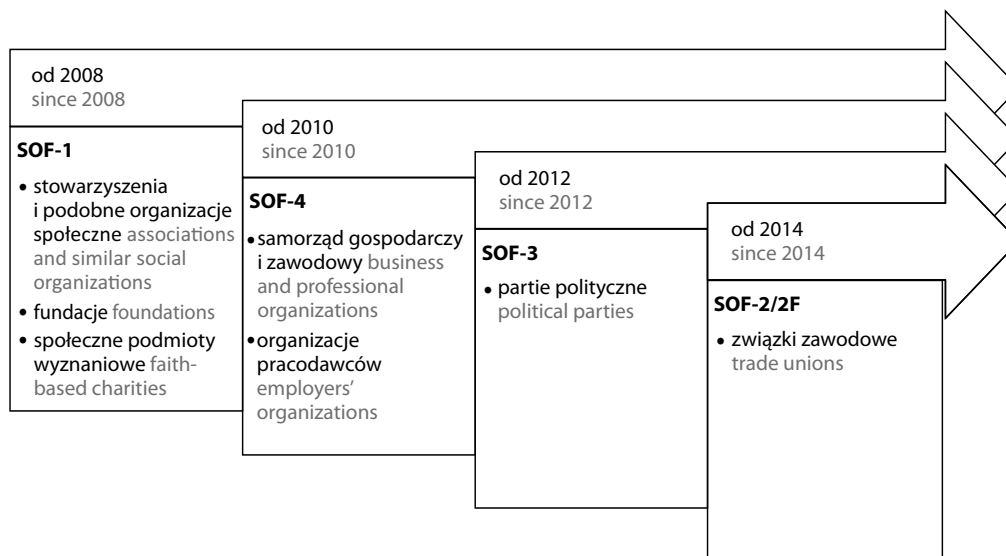 od 2008
since 2008
SOF-1
• stowarzyszenia
i podobne organizacje
społeczne associations
and similar social
organizations
• fundacje foundations
• społeczne podmioty
wyznaniowe faith-
based charities
od 2010
since 2010
SOF-4
• samorząd gospodarczy
i zawodowy business
and professional
organizations
• organizacje
pracodawców
employers’
organizations
od 2012
since 2012
SOF-3
• partie polityczne
political parties
od 2014
since 2014
SOF-2/2F
• związki zawodowe
trade unions